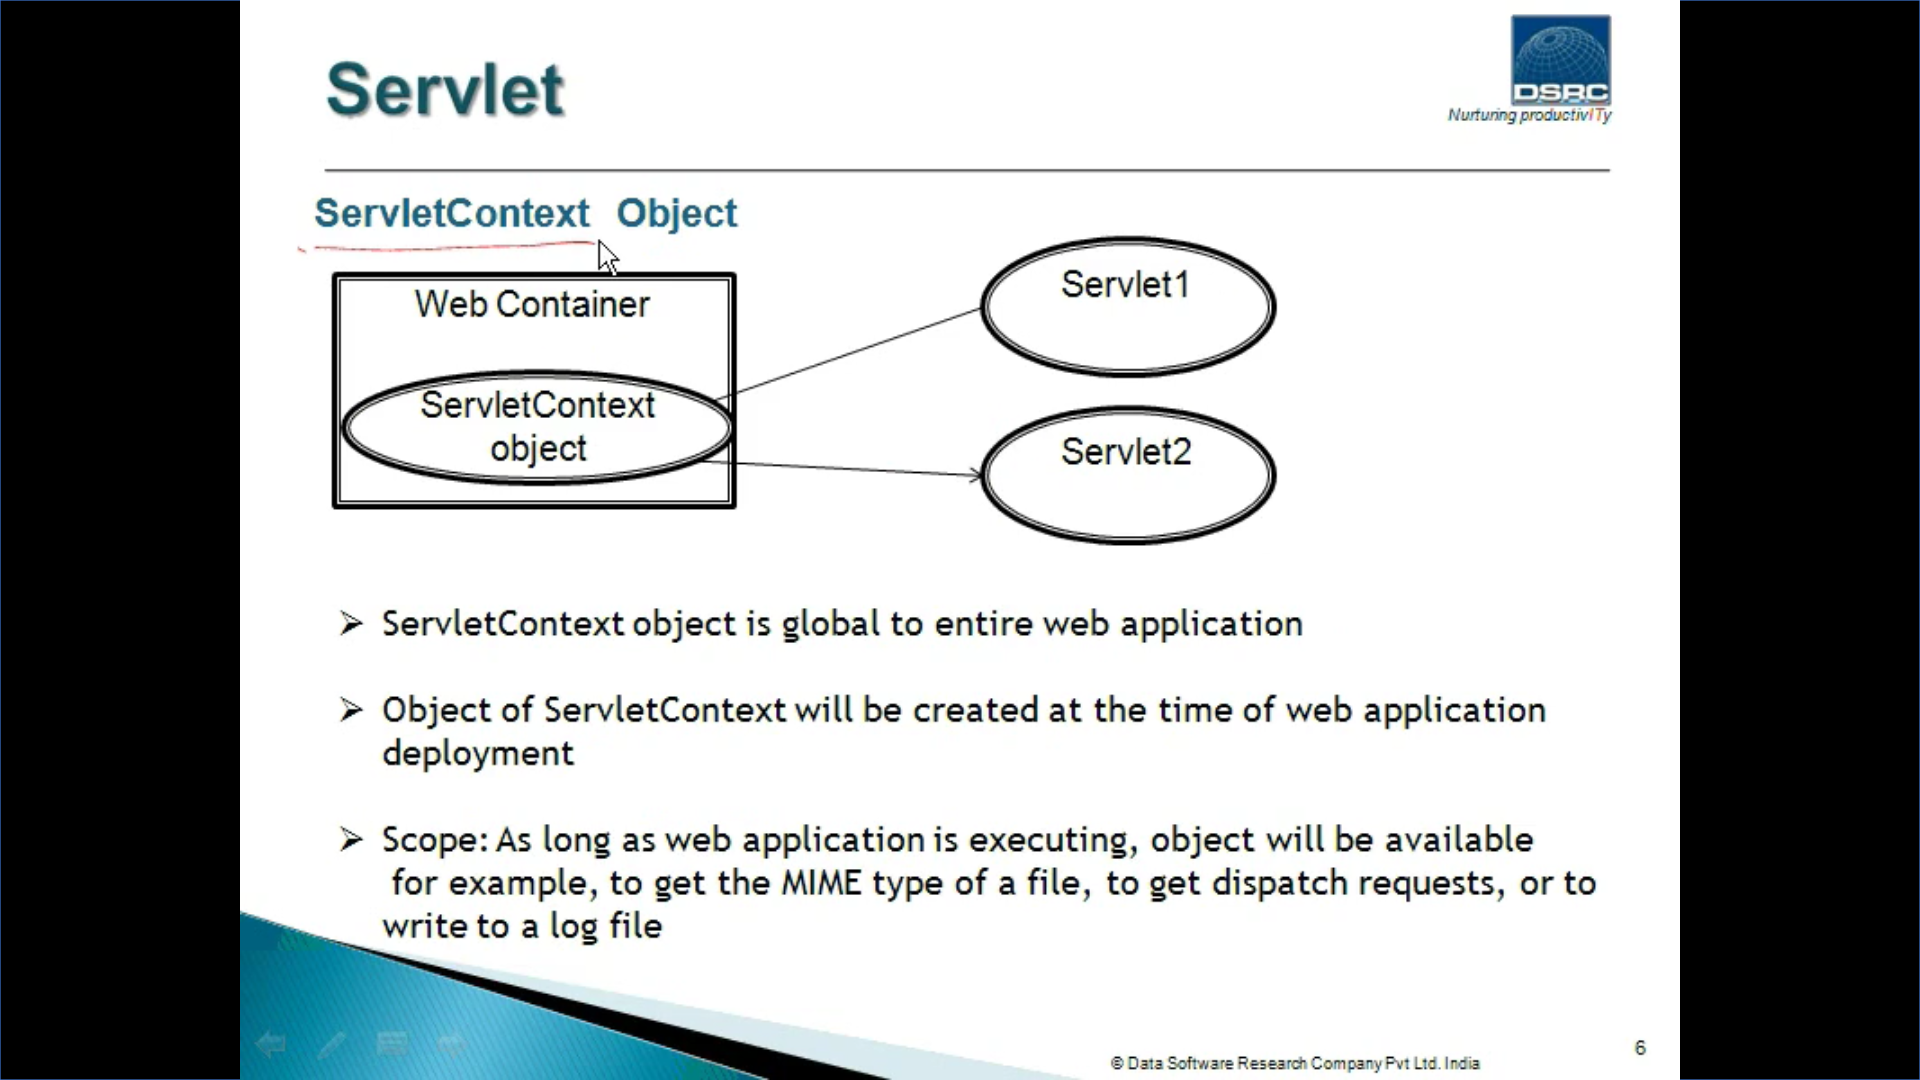 Servlet
DSRC
Nurturing productivITy
ServletContext Object
Web Container
ServletContext
object
Servlet1
Servlet2
ServletContext object is global to entire web application
Object of ServletContext will be created at the time of web application
deployment
Scope: As long as web application is executing, object will be available
for example, to get the MIME type of a file, to get dispatch requests, or to
write to a log file
6
© Data Software Research Company Pvt Ltd. India